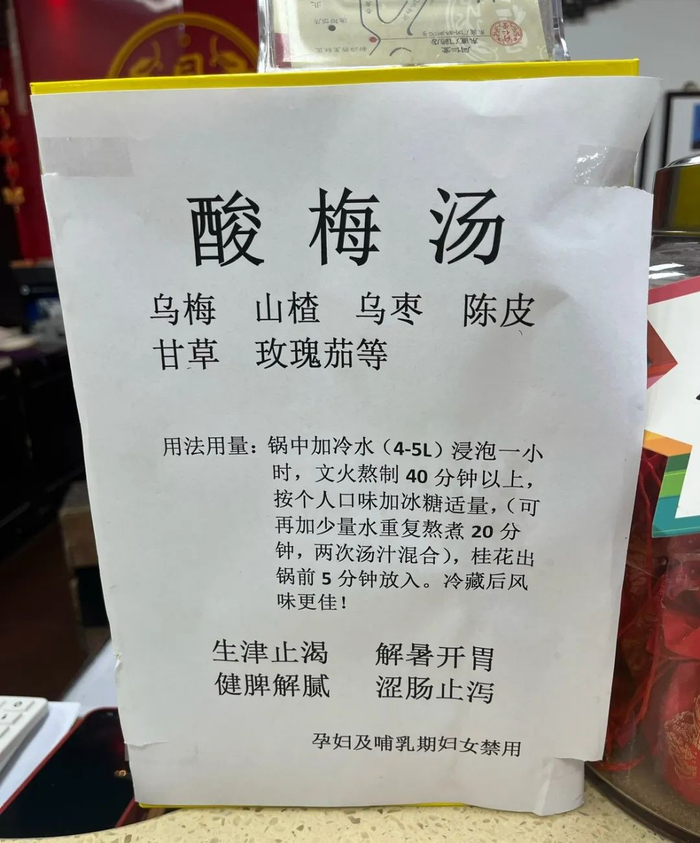 酸梅汤
乌梅 山楂 乌枣 陈皮
甘草 玫瑰茄等
用法用量：锅中加冷水（4-5L）浸泡一小
时，文火熬制 40 分钟以上，
按个人口味加冰糖适量，（可
再加少量水重复熬煮 20 分
钟，两次汤汁混合），桂花出
锅前 5 分钟放入。冷藏后风
味更佳！
生津止渴 解暑开胃
健脾解腻 涩肠止泻
孕妇及哺乳期妇女禁用